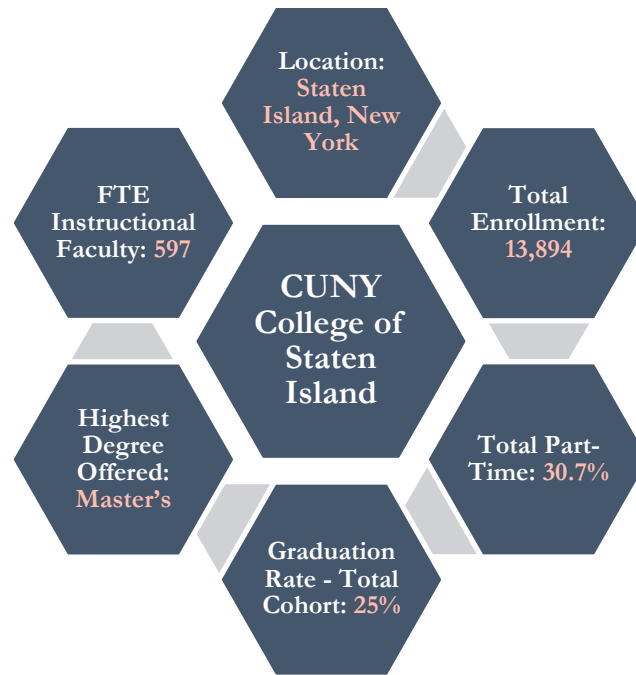 Location:
Staten
Island, New
York
Total
Enrollment:
13,894
Total Part-
Time: 30.7%
Graduation
Rate - Total
Cohort: 25%
Highest
Degree
Offered:
Master’s
FTE
Instructional
Faculty: 597
CUNY
College of
Staten
Island